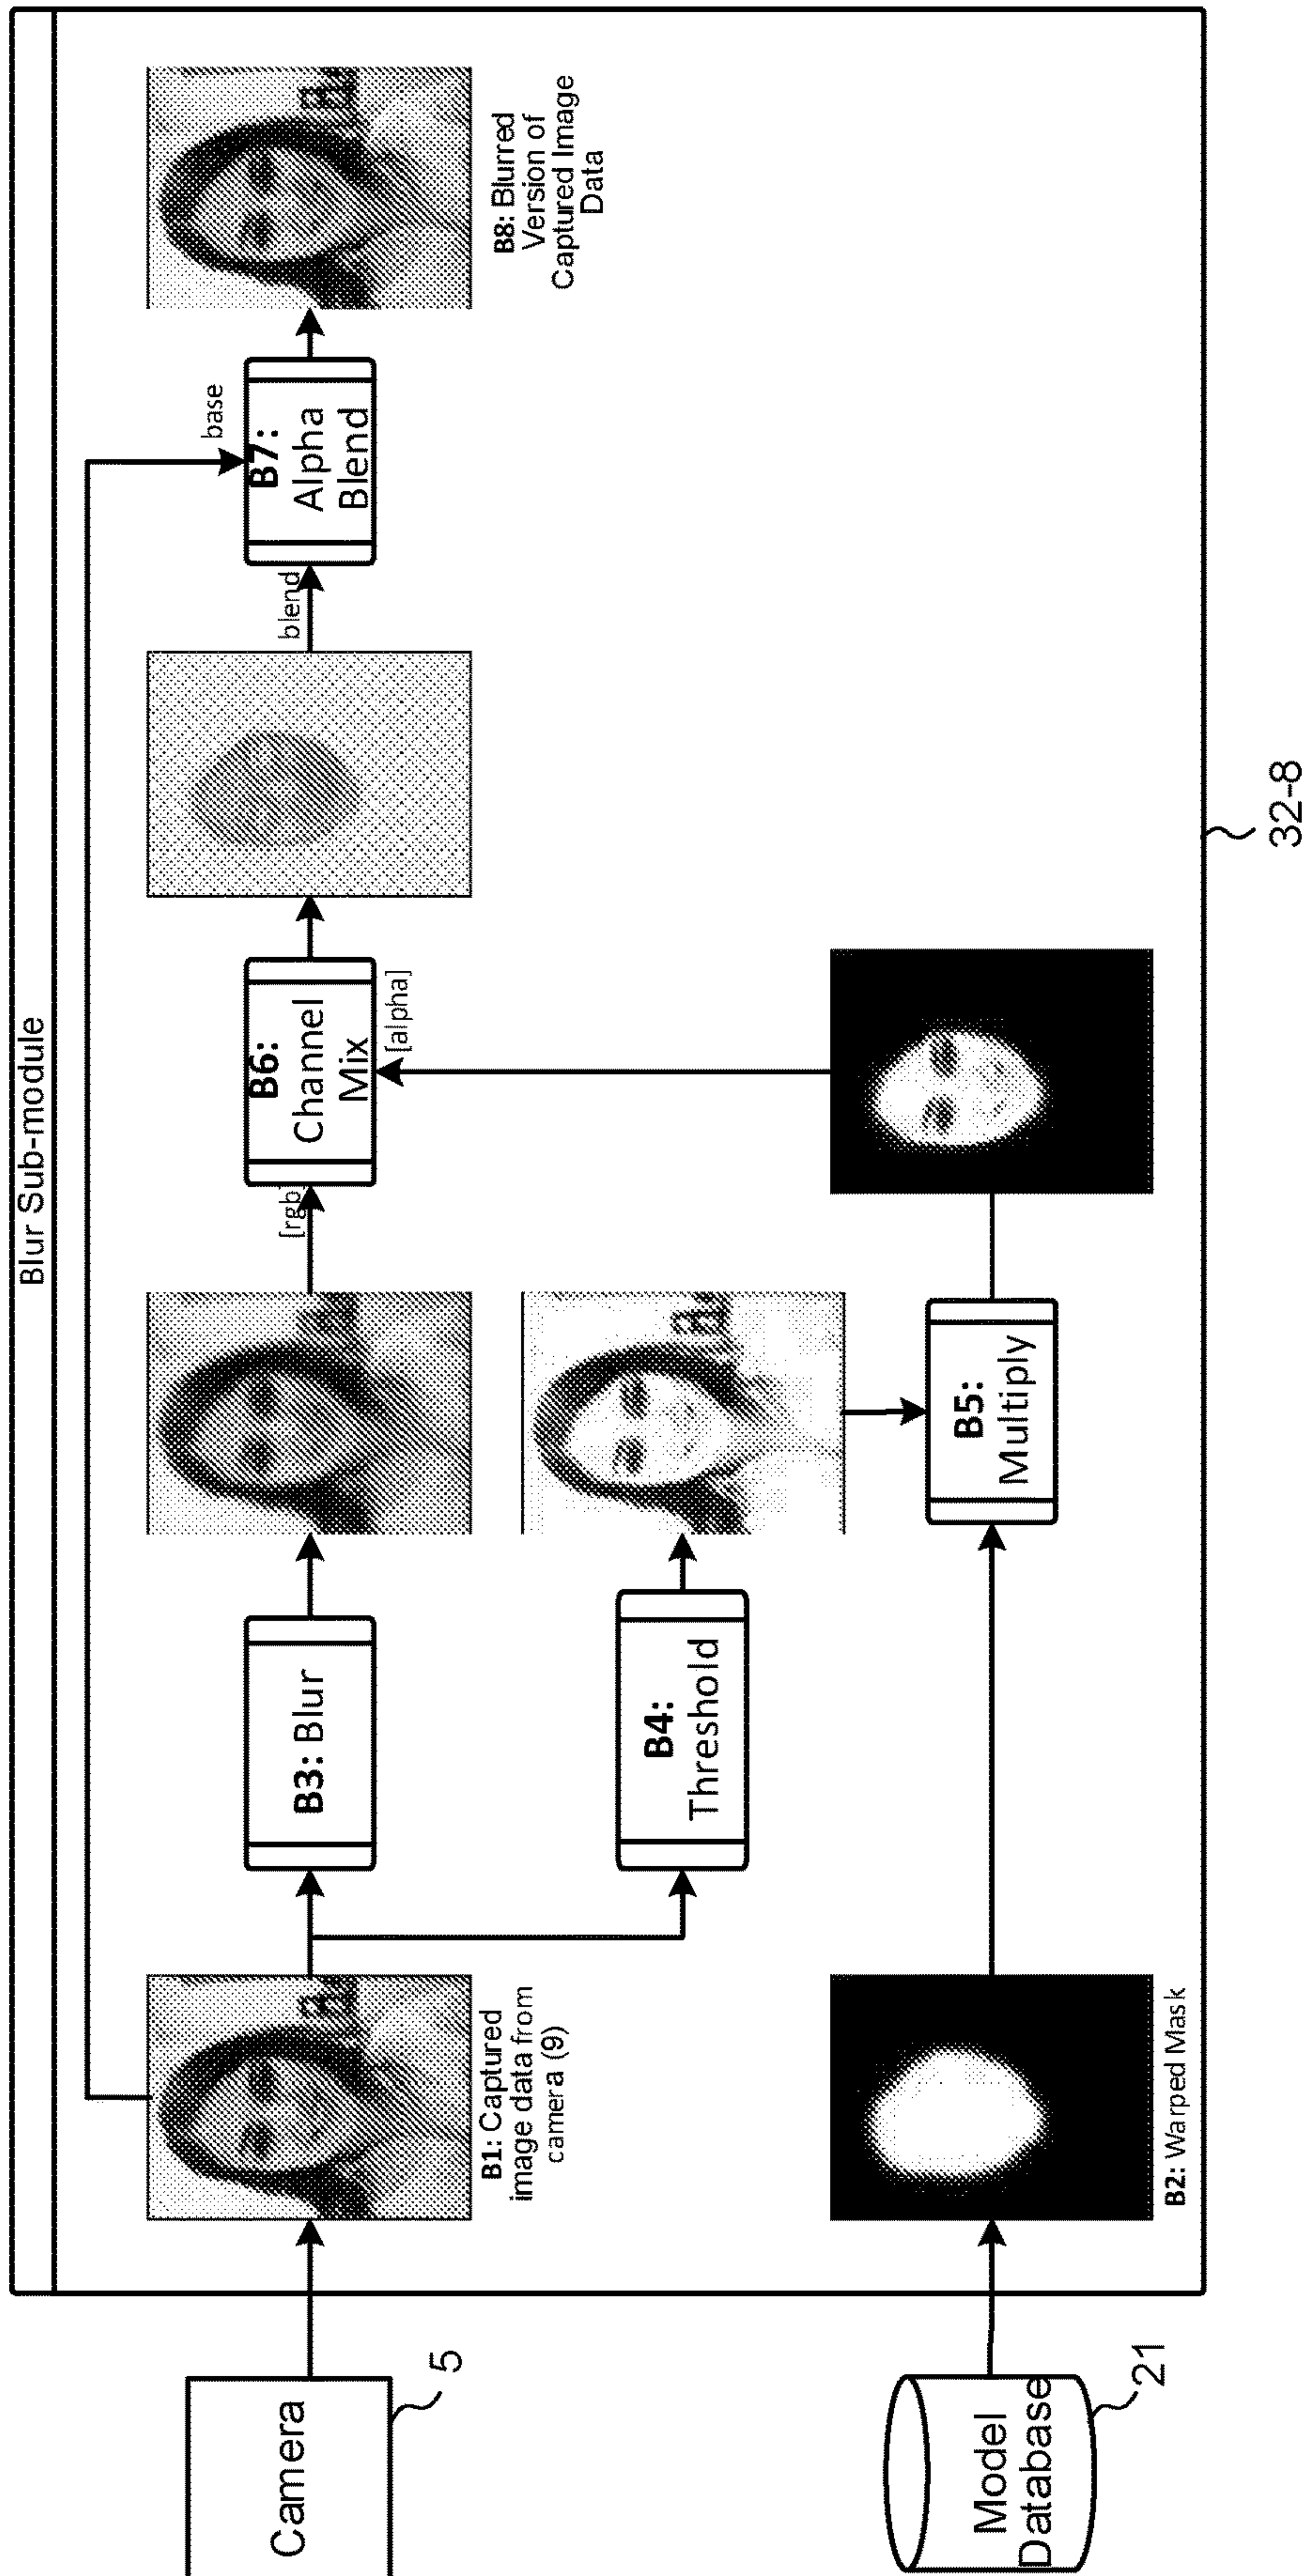 Blur Sub-module
Camera
5
B1: Captured
image data from
camera (9)
B3: Blur
[rgb]
B6:
Channel
Mix
[alpha]
blend
base
B7:
Alpha
Blend
B8: Blurred
Version of
Captured Image
Data
B4:
Threshold
B5:
Multiply
Model
Database
21
B2: Warped Mask
32-8